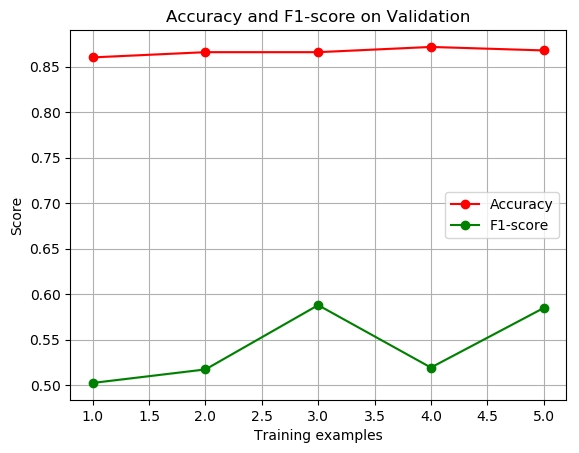 Accuracy and F1-score on Validation
Score
0.85
0.80
0.75
0.70
0.65
0.60
0.55
0.50
Accuracy
F1-score
1.0 1.5 2.0 2.5 3.0 3.5 4.0 4.5 5.0
Training examples